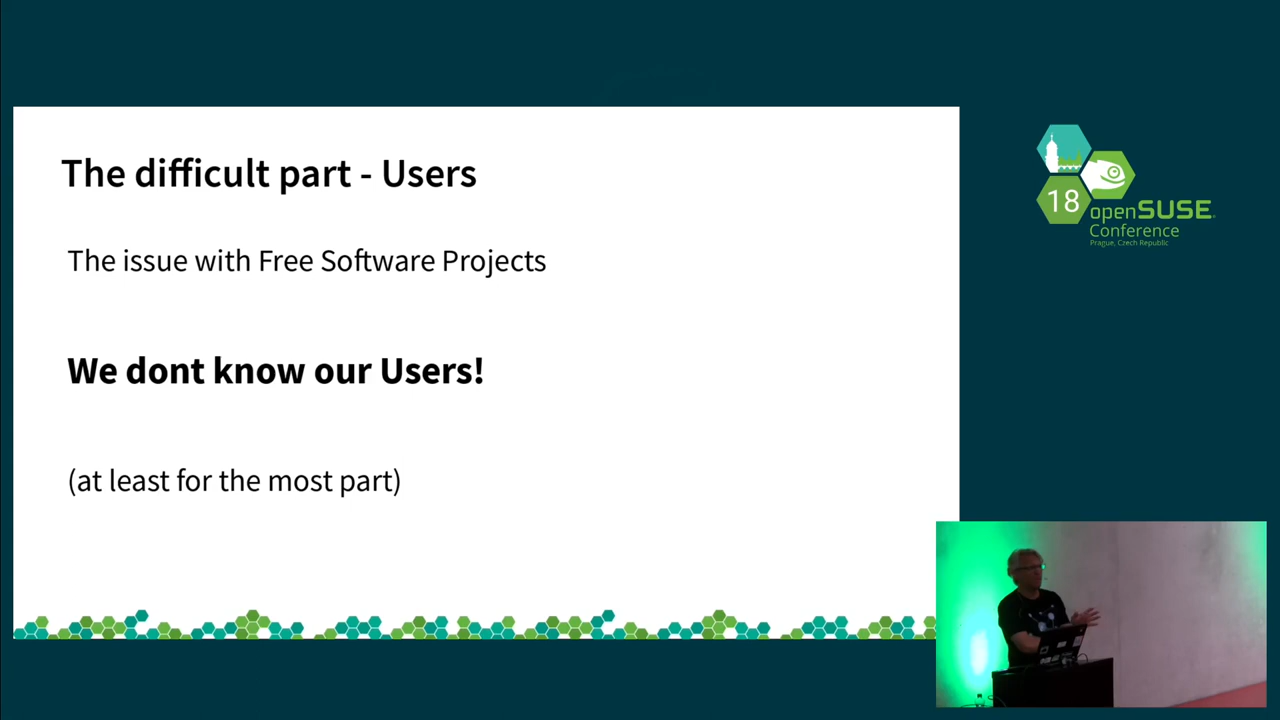 The difficult part - Users
The issue with Free Software Projects
We dont know our Users!
(at least for the most part)
18
openSUSE
Conference
Prague, Czech Republic